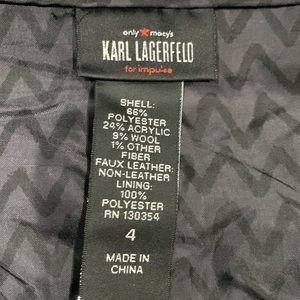 only ★ macy's
KARL LAGERFELD
for impulse
SHELL:
66%
POLYESTER
24% ACRYLIC
9% WOOL
1% OTHER
FIBER
FAUX LEATHER:
NON-LEATHER
LINING:
100%
POLYESTER
RN 130354
4
MADE IN
CHINA